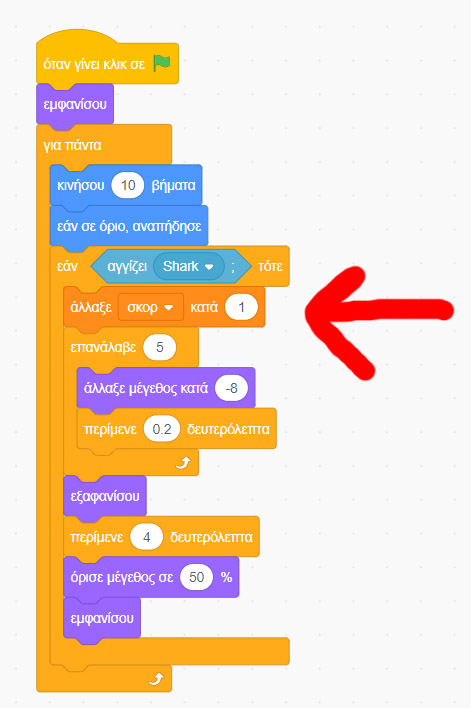 όταν γίνει κλικ σε
εμφανίσου
για πάντα
κινήσου 10 βήματα
εάν σε όριο, αναπήδησε
εάν αγγίζει Shark ; τότε
άλλαξε σκορ κατά 1
επανάλαβε 5
άλλαξε μέγεθος κατά -8
περίμενε 0.2 δευτερόλεπτα
εξαφανίσου
περίμενε 4 δευτερόλεπτα
όρισε μέγεθος σε 50 %
εμφανίσου